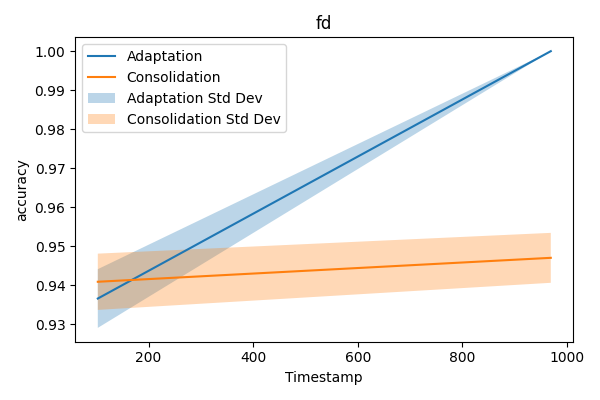 fd
Adaptation
Consolidation
Adaptation Std Dev
Consolidation Std Dev
accuracy
1.00
0.99
0.98
0.97
0.96
0.95
0.94
0.93
200 400 600 800 1000
Timestamp